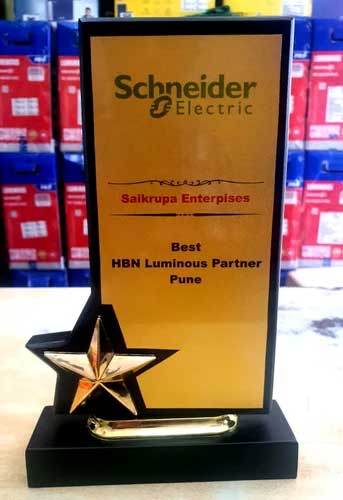 Schneider
Electric
Saikrupa Enterpises
Best
HBN Luminous Partner
Pune